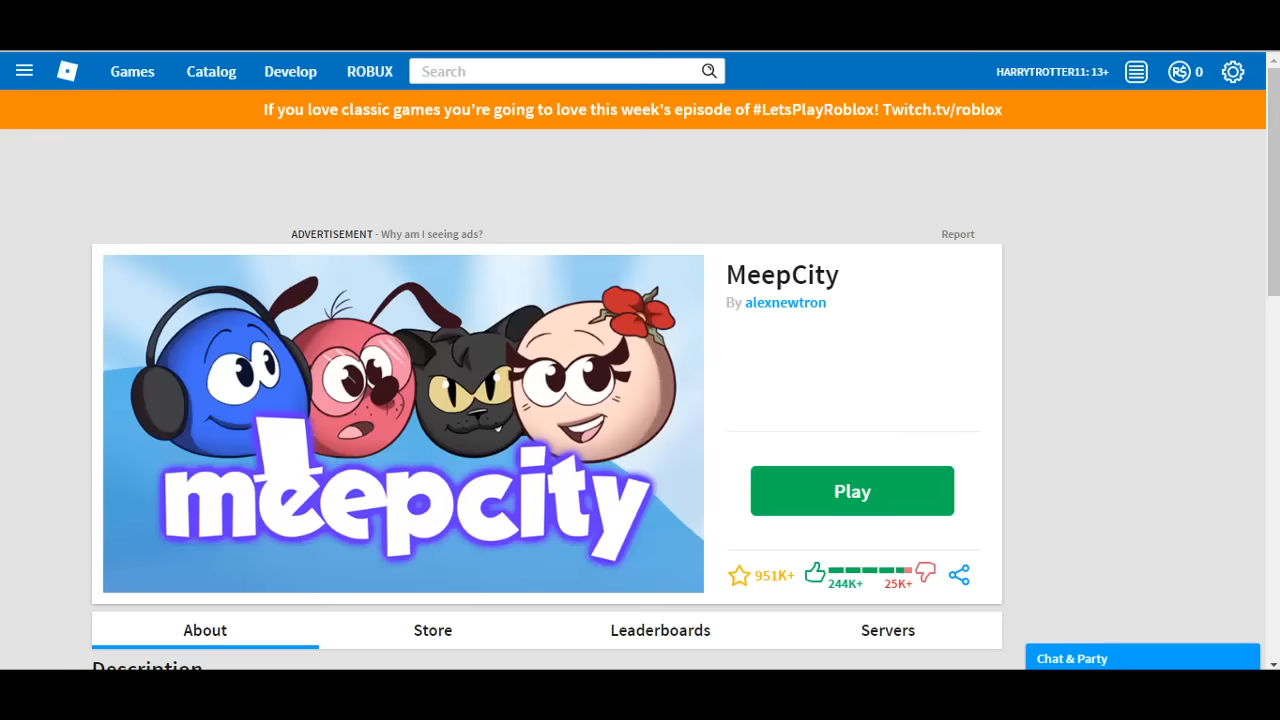 Games Catalog Develop ROBUX Search HARRYTROTTER11: 13+ R$ 0
If you love classic games you're going to love this week's episode of #LetsPlayRoblox! Twitch.tv/roblox
ADVERTISEMENT - Why am I seeing ads? Report
MeepCity
By alexnewtron
meepcity
Play
951K+ 244K+ 25K+
About Store Leaderboards Servers
Description
Chat & Party